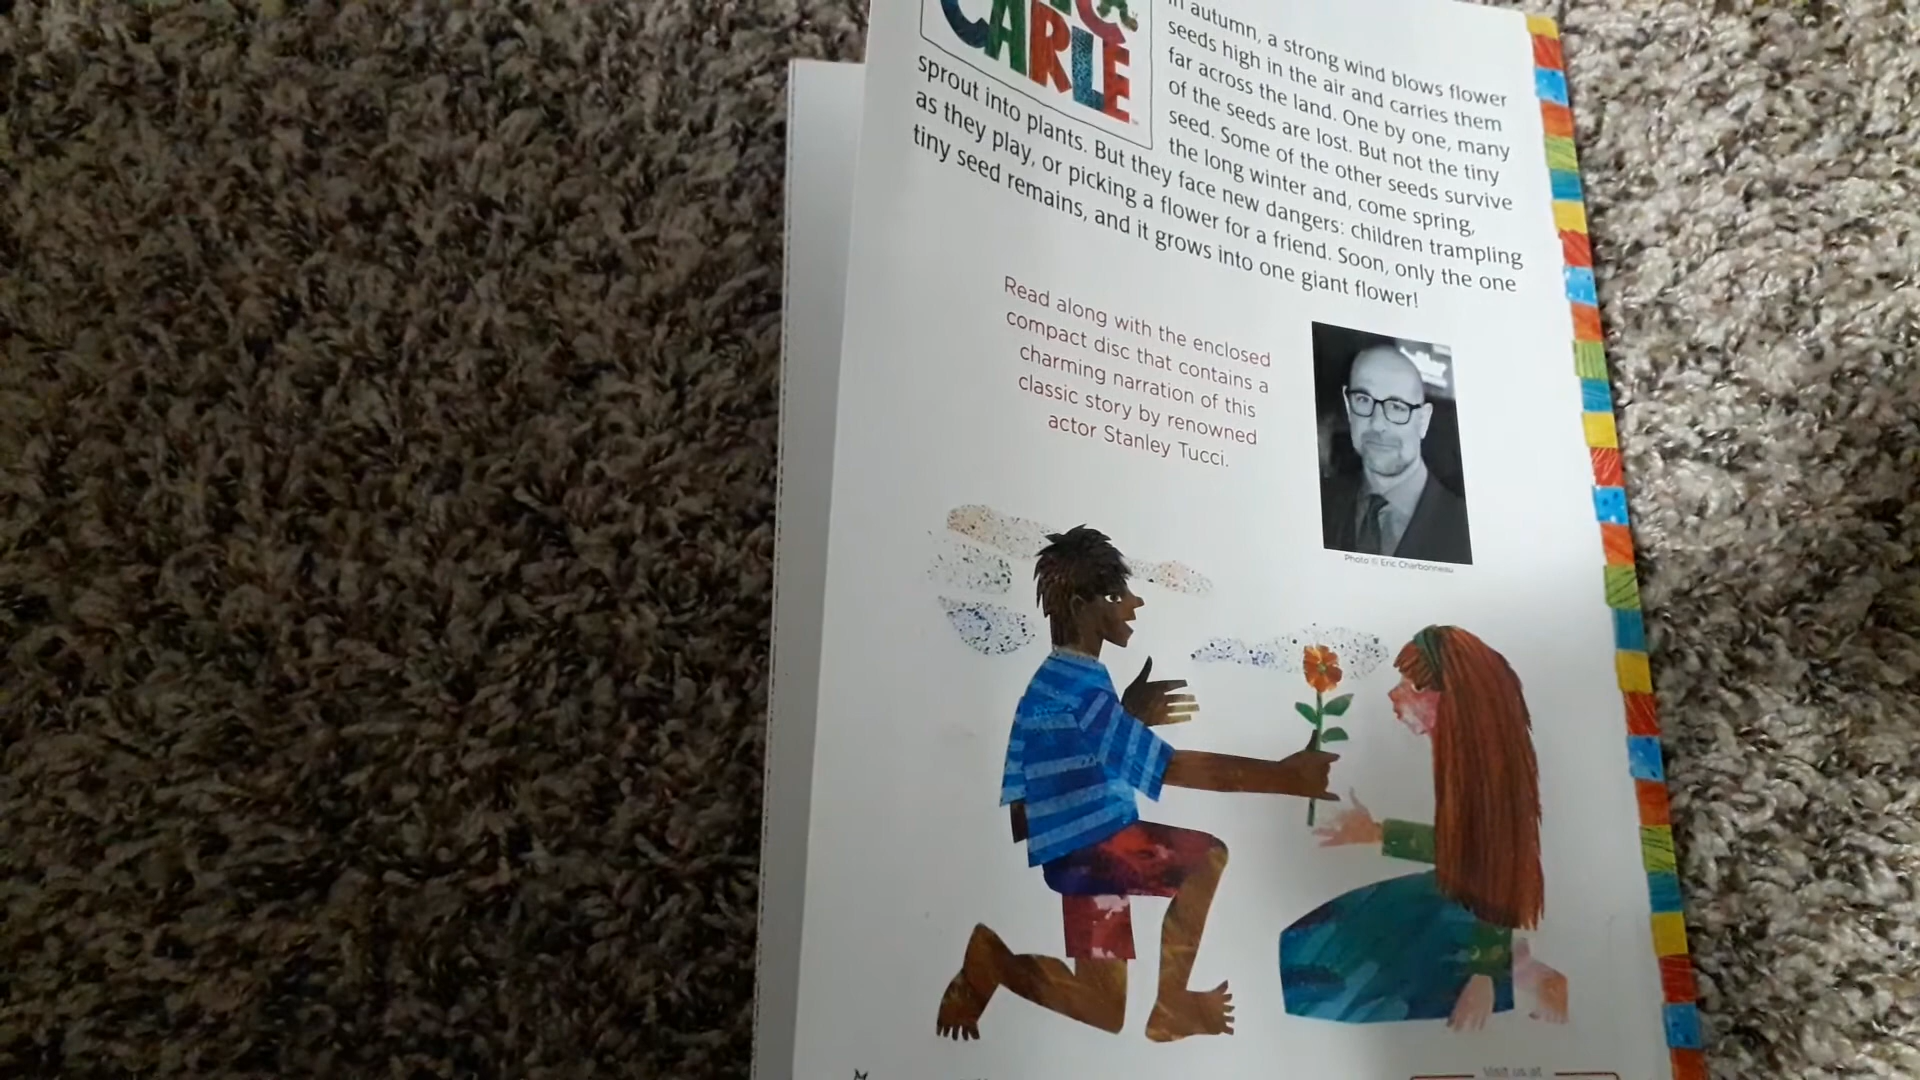 CARLE
In autumn, a strong wind blows flower
seeds high in the air and carries them
far across the land. One by one, many
of the seeds are lost. But not the tiny
seed. Some of the other seeds survive
the long winter and, come spring,
sprout into plants. But they face new dangers: children trampling
as they play, or picking a flower for a friend. Soon, only the one
tiny seed remains, and it grows into one giant flower!
Read along with the enclosed
compact disc that contains a
charming narration of this
classic story by renowned
actor Stanley Tucci.
Photo © Eric Charbonneau
Visit us at